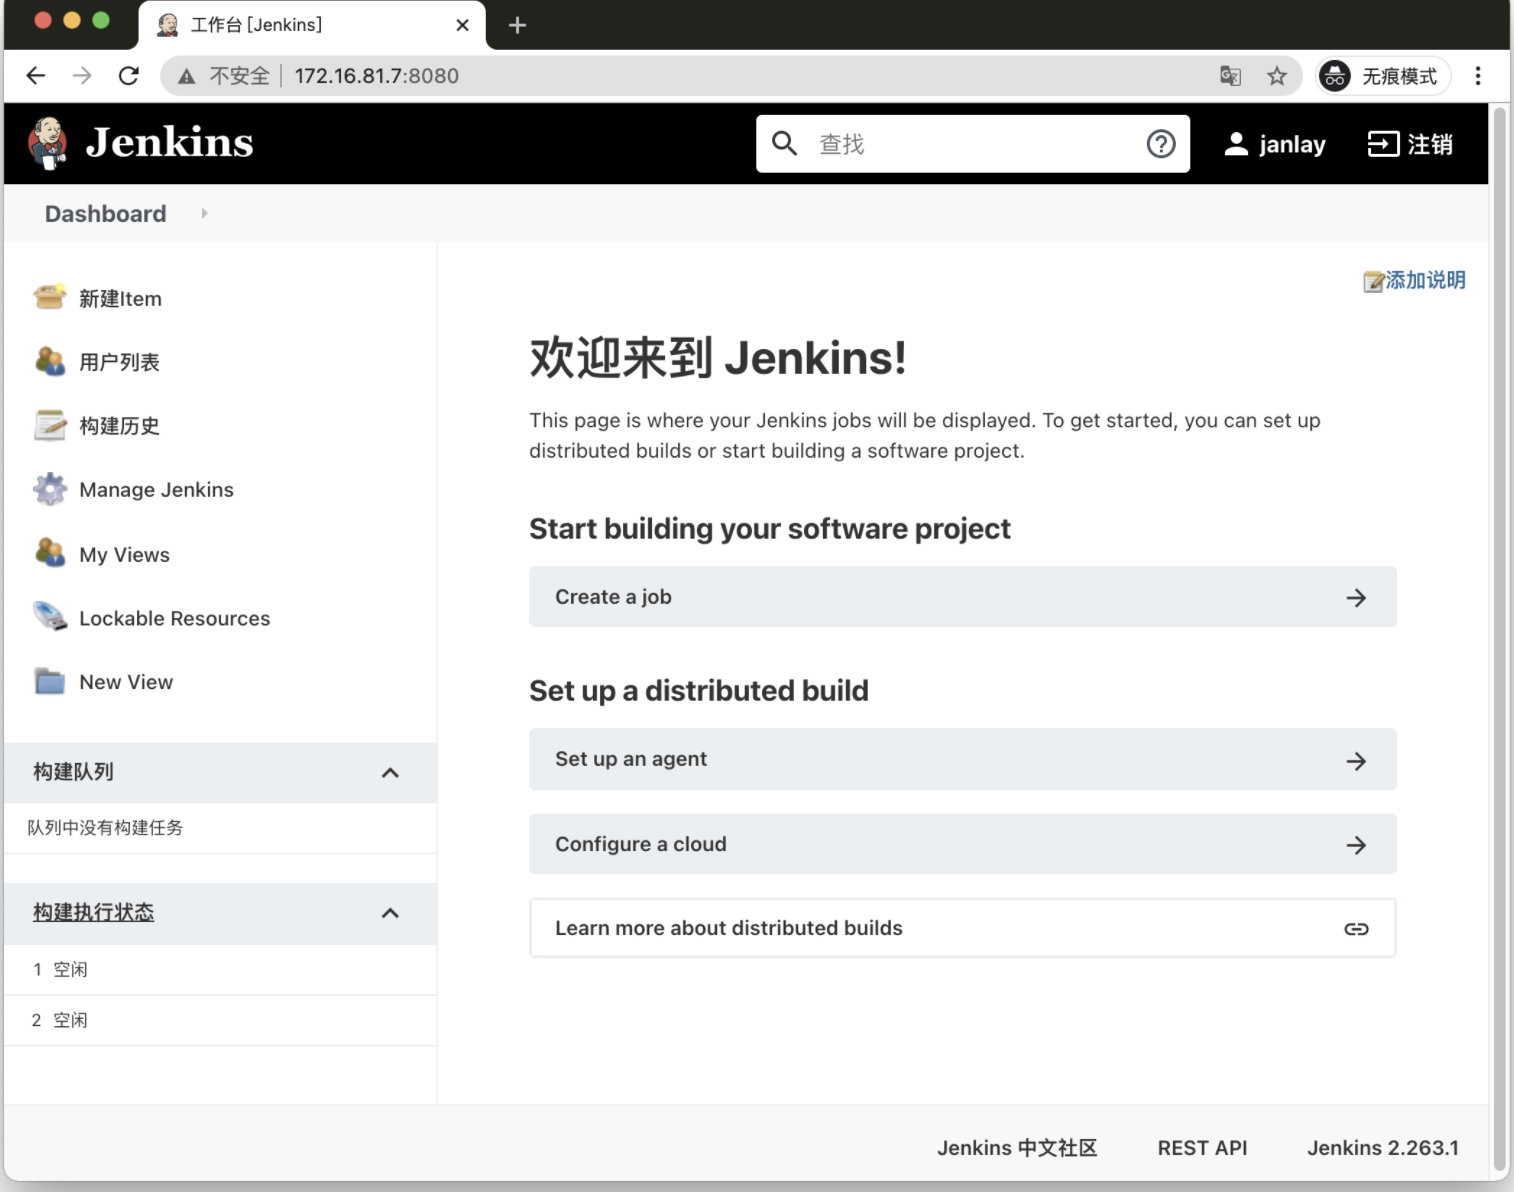 工作台 [Jenkins]
不安全 172.16.81.7:8080 无痕模式
Jenkins 查找 janlay 注销
Dashboard
添加说明
新建Item
用户列表
构建历史
Manage Jenkins
My Views
Lockable Resources
New View
构建队列
队列中没有构建任务
构建执行状态
1 空闲
2 空闲
欢迎来到 Jenkins!
This page is where your Jenkins jobs will be displayed. To get started, you can set up
distributed builds or start building a software project.
Start building your software project
Create a job
Set up a distributed build
Set up an agent
Configure a cloud
Learn more about distributed builds
Jenkins 中文社区 REST API Jenkins 2.263.1